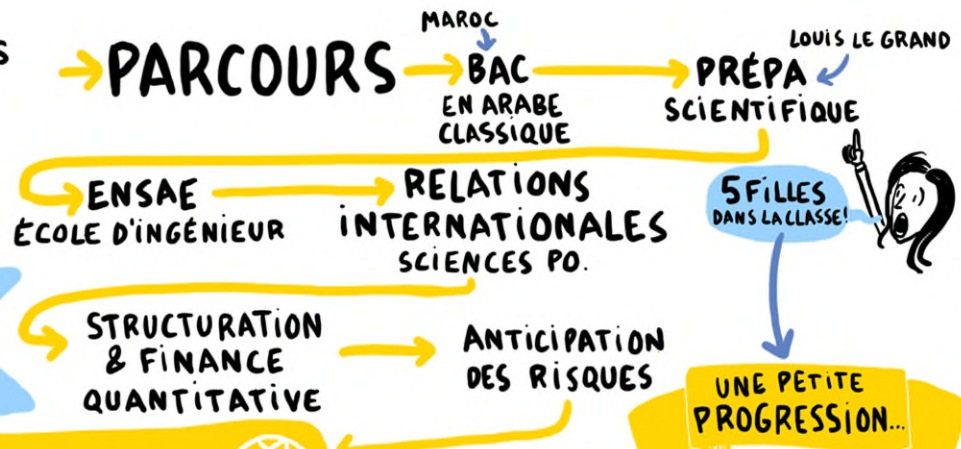 S
PARCOURS
MAROC
BAC
EN ARABE
CLASSIQUE
LOUIS LE GRAND
PRÉPA
SCIENTIFIQUE
ENSAE
ÉCOLE D'INGÉNIEUR
RELATIONS
INTERNATIONALES
SCIENCES PO.
5 FILLES
DANS LA CLASSE!
STRUCTURATION
& FINANCE
QUANTITATIVE
ANTICIPATION
DES RISQUES
UNE PETITE
PROGRESSION...